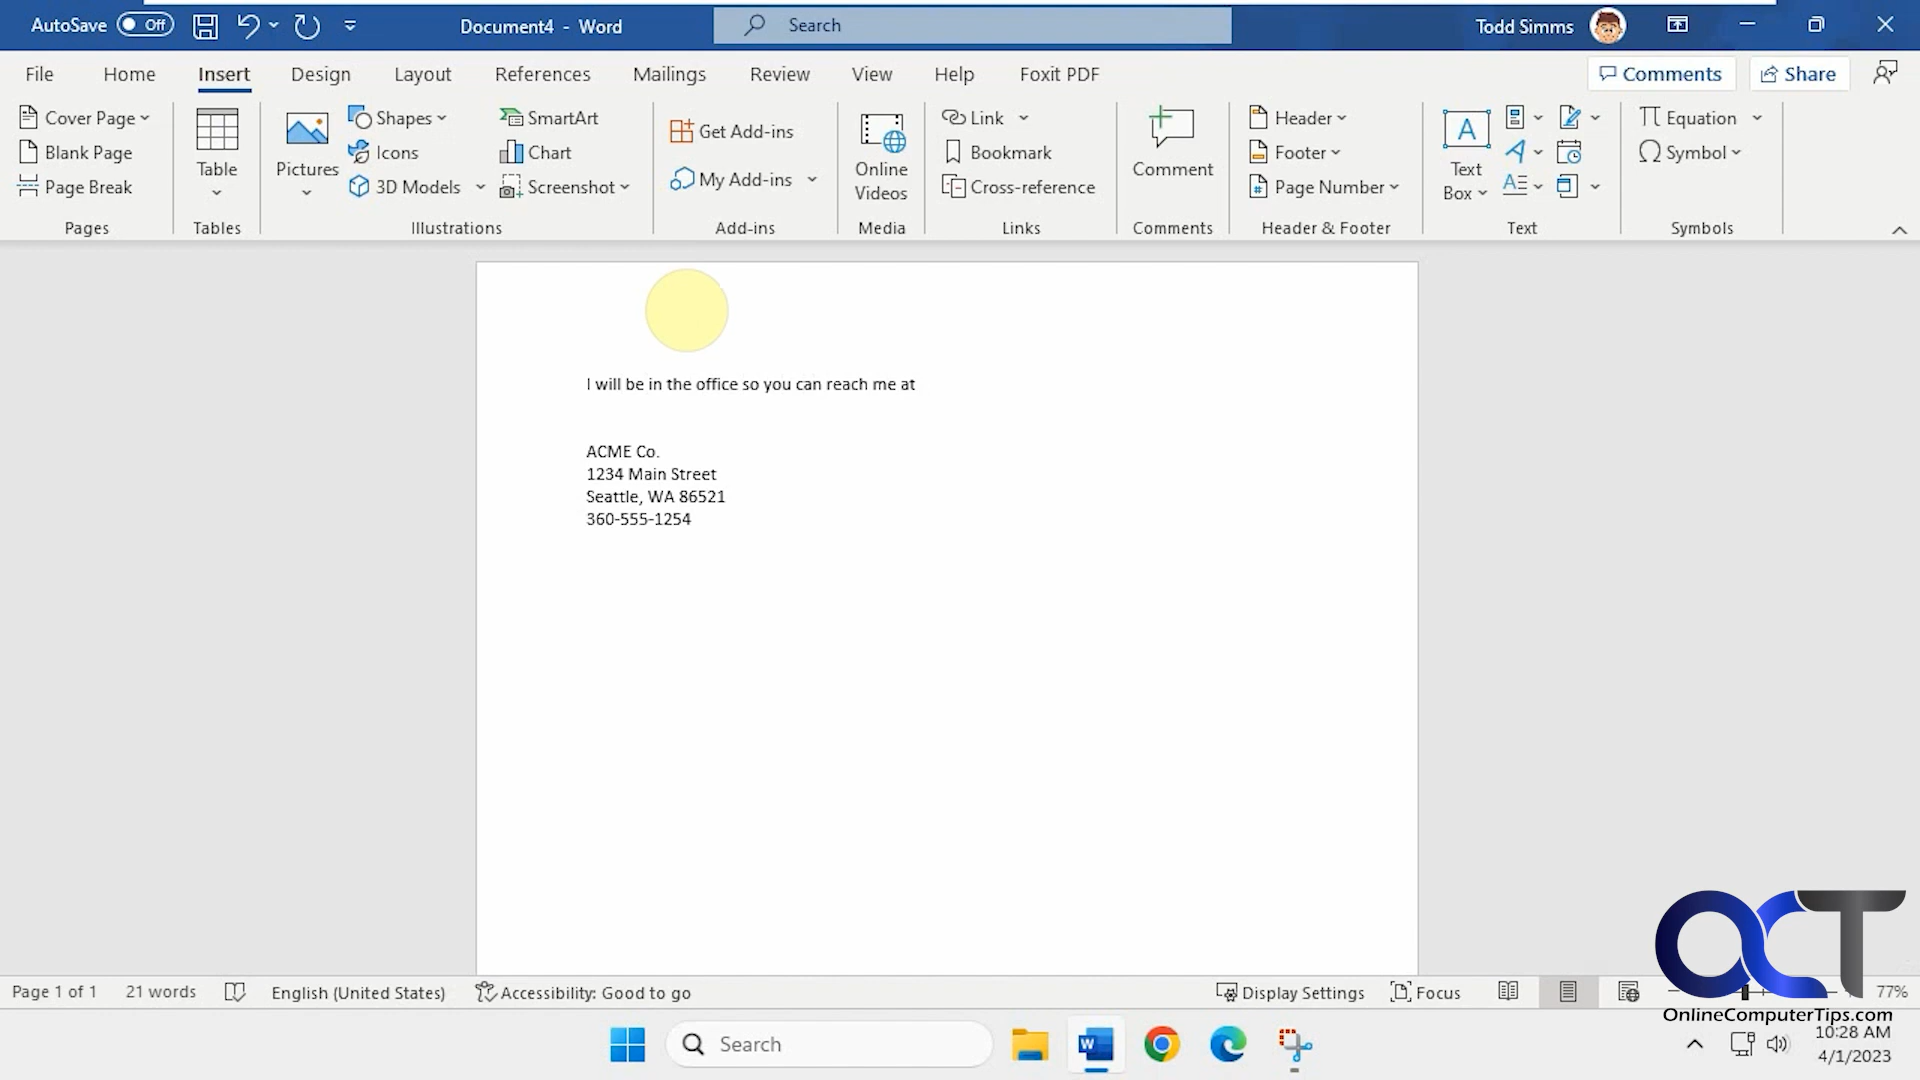 AutoSave Off Document4 - Word Search Todd Simms
File Home Insert Design Layout References Mailings Review View Help Foxit PDF Comments Share
Cover Page
Blank Page
Page Break
Pages
Table
Tables
Pictures
Shapes
Icons
3D Models
SmartArt
Chart
Screenshot
Illustrations
Get Add-ins
My Add-ins
Add-ins
Online
Videos
Media
Link
Bookmark
Cross-reference
Links
Comment
Comments
Header
Footer
Page Number
Header & Footer
Text
Box
Text
Equation
Symbol
Symbols
I will be in the office so you can reach me at
ACME Co.
1234 Main Street
Seattle, WA 86521
360-555-1254
OCT
OnlineComputerTips.com
Page 1 of 1 21 words English (United States) Accessibility: Good to go Display Settings Focus 77%
Search
10:28 AM
4/1/2023